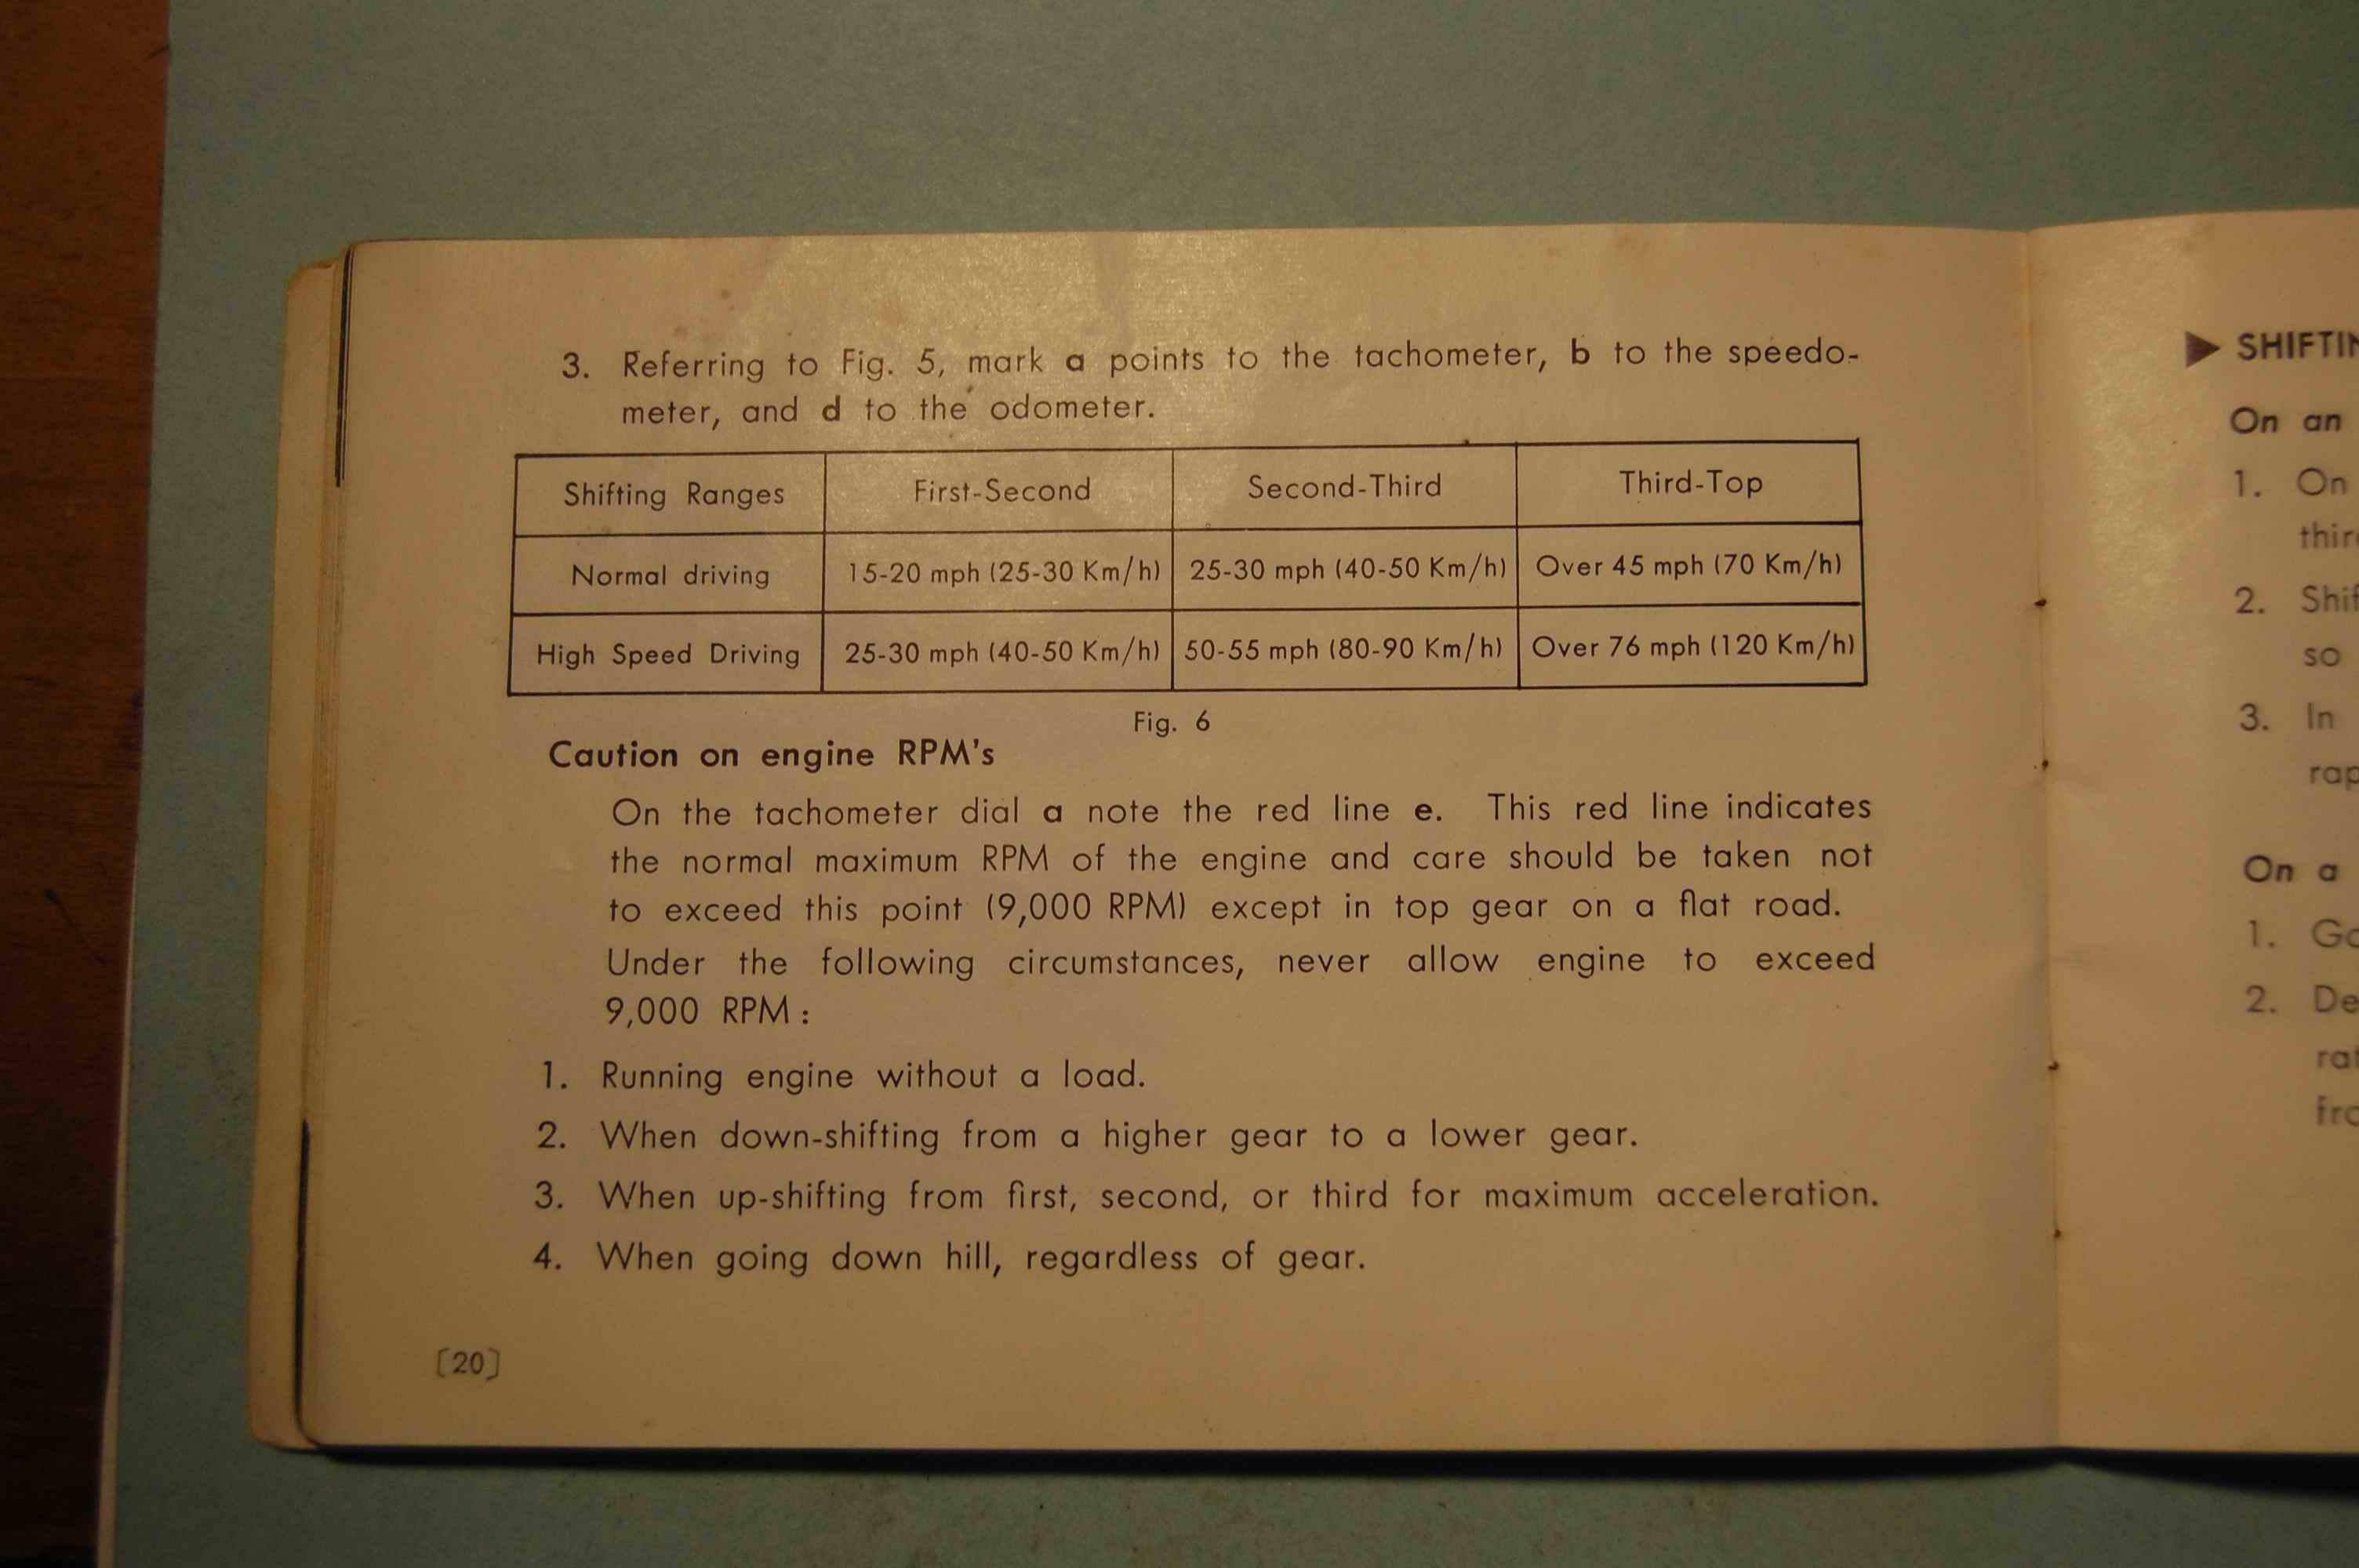 3. Referring to Fig. 5, mark a points to the tachometer, b to the speedo-
meter, and d to the odometer.
Shifting Ranges First-Second Second-Third Third-Top
Normal driving 15-20 mph (25-30 Km/h) 25-30 mph (40-50 Km/h) Over 45 mph (70 Km/h)
High Speed Driving 25-30 mph (40-50 Km/h) 50-55 mph (80-90 Km/h) Over 76 mph (120 Km/h)
Fig. 6
Caution on engine RPM's
On the tachometer dial a note the red line e. This red line indicates
the normal maximum RPM of the engine and care should be taken not
to exceed this point (9,000 RPM) except in top gear on a flat road.
Under the following circumstances, never allow engine to exceed
9,000 RPM :
1. Running engine without a load.
2. When down-shifting from a higher gear to a lower gear.
3. When up-shifting from first, second, or third for maximum acceleration.
4. When going down hill, regardless of gear.
[20]
On an
1. On
2.
so
3. In
On a
1.
2.